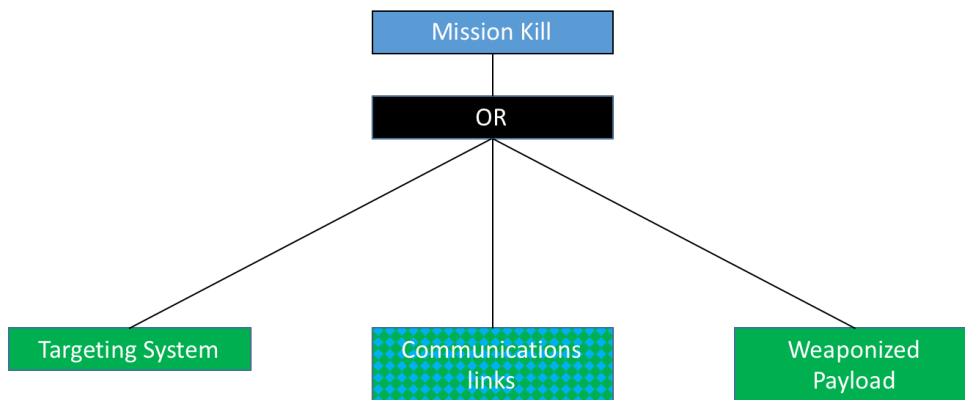 Mission Kill
OR
Targeting System
Communications
links
Weaponized
Payload